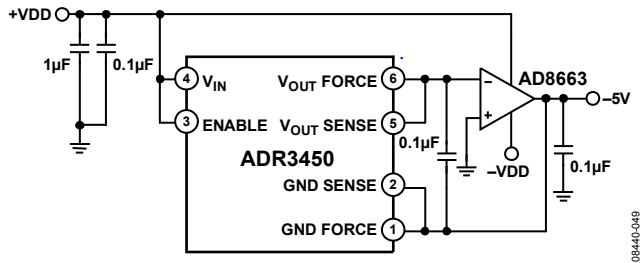 +VDD
1µF
0.1µF
4
VIN
VOUT FORCE
6
AD8663
–
+
–5V
3
ENABLE
VOUT SENSE
5
ADR3450
0.1µF
–VDD
0.1µF
GND SENSE
2
GND FORCE
1
08440-049